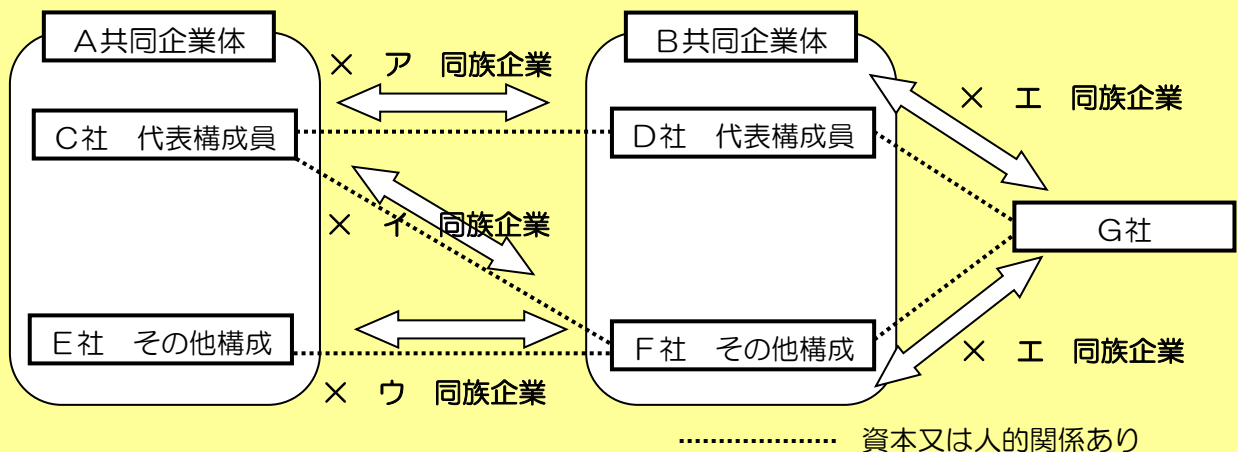 A共同企業体
B共同企業体
× ア 同族企業
× エ 同族企業
C社 代表構成員
D社 代表構成員
× イ 同族企業
G社
E社 その他構成
F社 その他構成
× エ 同族企業
× ウ 同族企業
資本又は人的関係あり